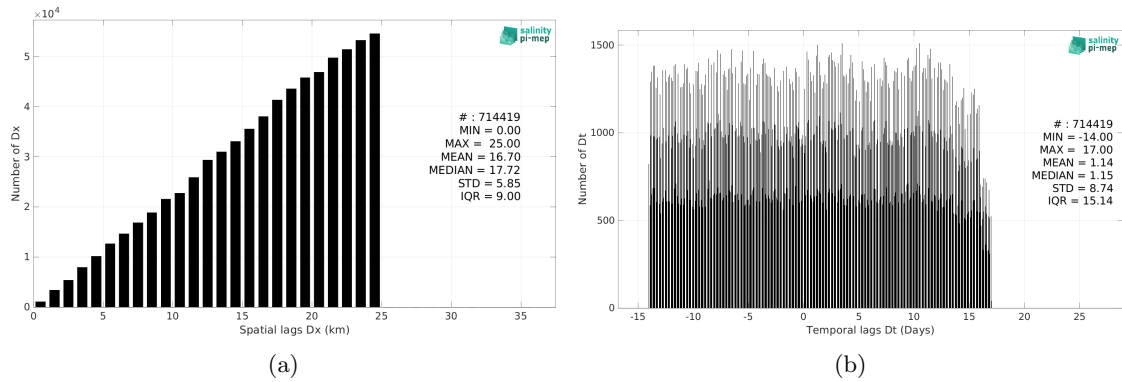 ×10⁴
salinity
pi-mep
5
4
3
2
1
0
Number of Dx
# : 714419
MIN = 0.00
MAX = 25.00
MEAN = 16.70
MEDIAN = 17.72
STD = 5.85
IQR = 9.00
0 5 10 15 20 25 30 35
Spatial lags Dx (km)
(a)
salinity
pi-mep
1500
1000
500
0
Number of Dt
# : 714419
MIN = -14.00
MAX = 17.00
MEAN = 1.14
MEDIAN = 1.15
STD = 8.74
IQR = 15.14
-15 -10 -5 0 5 10 15 20 25
Temporal lags Dt (Days)
(b)